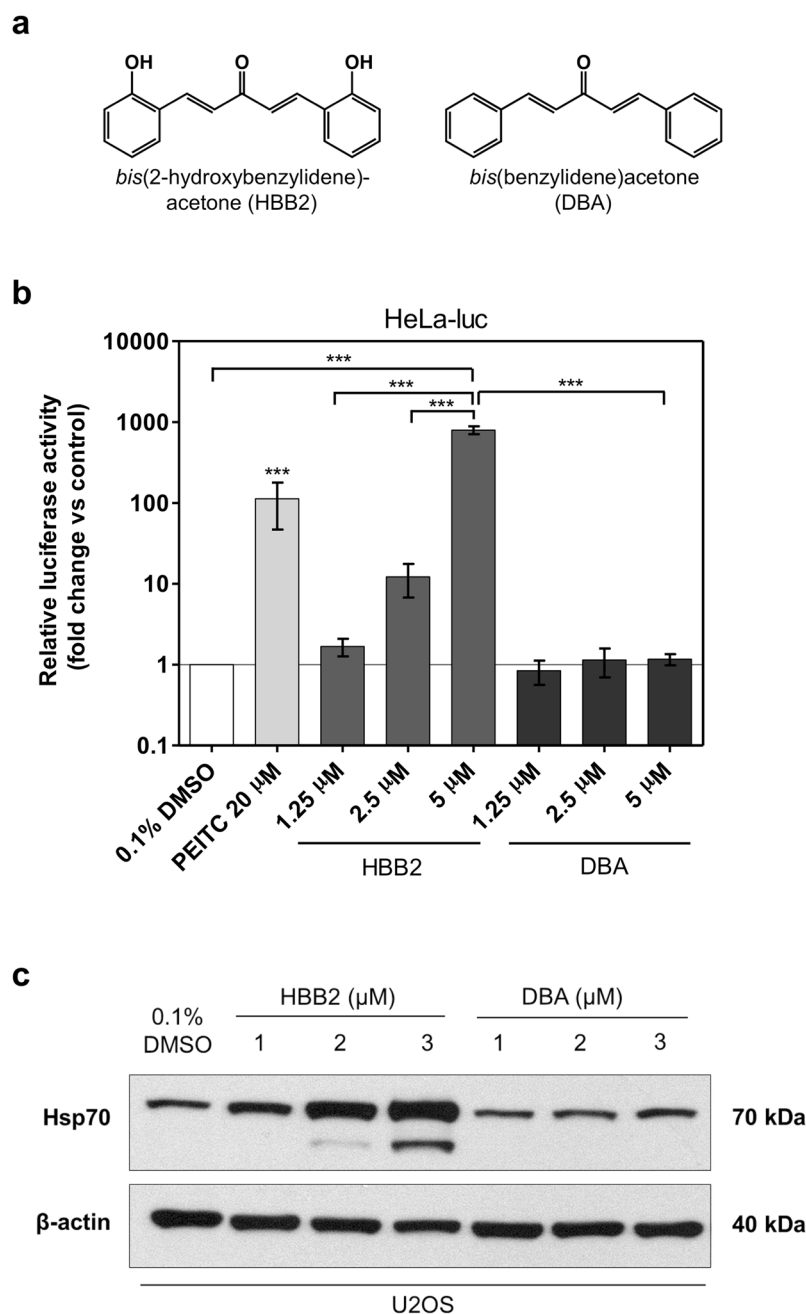 a
OH O OH
O
bis(2-hydroxybenzylidene)-
acetone (HBB2)
bis(benzylidene)acetone
(DBA)
b
HeLa-luc
Relative luciferase activity
(fold change vs control)
10000
1000
100
10
1
0.1
***
***
***
***
***
0.1% DMSO
PEITC 20 µM
1.25 µM
2.5 µM
5 µM
1.25 µM
2.5 µM
5 µM
HBB2
DBA
c
0.1%
DMSO
HBB2 (µM)
DBA (µM)
1 2 3 1 2 3
Hsp70
70 kDa
β-actin
40 kDa
U2OS